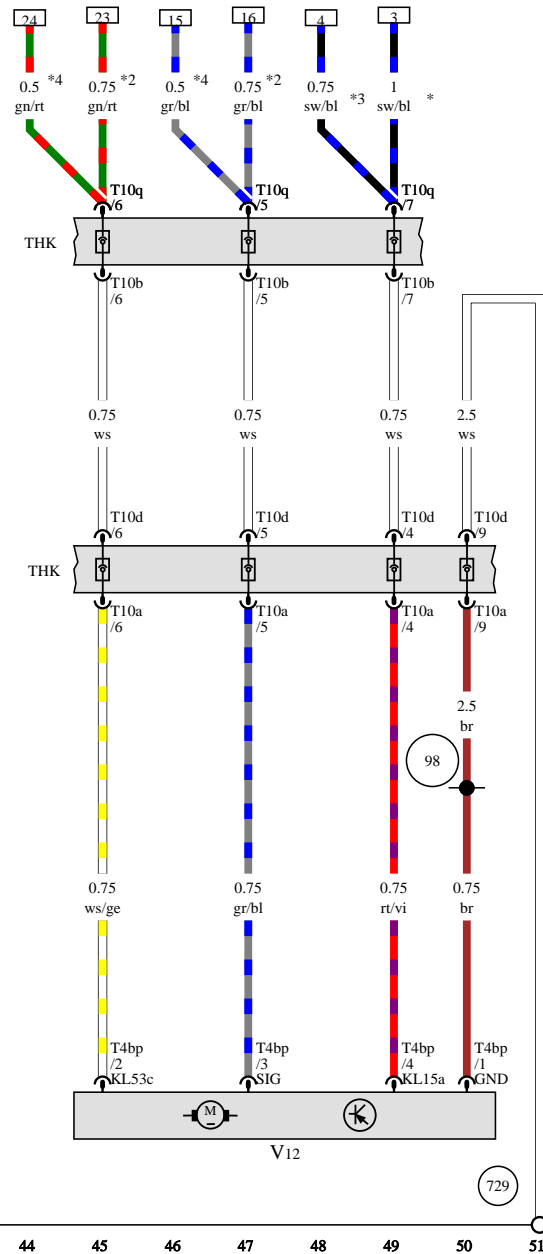 24 23 15 16 4 3
0.5 *4 0.75 *2 0.5 *4 0.75 *2 0.75 *3 1 *
gn/rt gn/rt gr/bl gr/bl sw/bl sw/bl
T10q T10q T10q
/6 /5 /7
THK
T10b T10b T10b
/6 /5 /7
0.75 0.75 0.75 2.5
ws ws ws ws
T10d T10d T10d T10d
/6 /5 /4 /9
THK
T10a T10a T10a T10a
/6 /5 /4 /9
2.5
br
98
0.75 0.75 0.75 0.75
ws/ge gr/bl rt/vi br
T4bp T4bp T4bp T4bp
/2 /3 /4 /1
KL53c SIG KL15a GND
M
V12
729
44 45 46 47 48 49 50 51